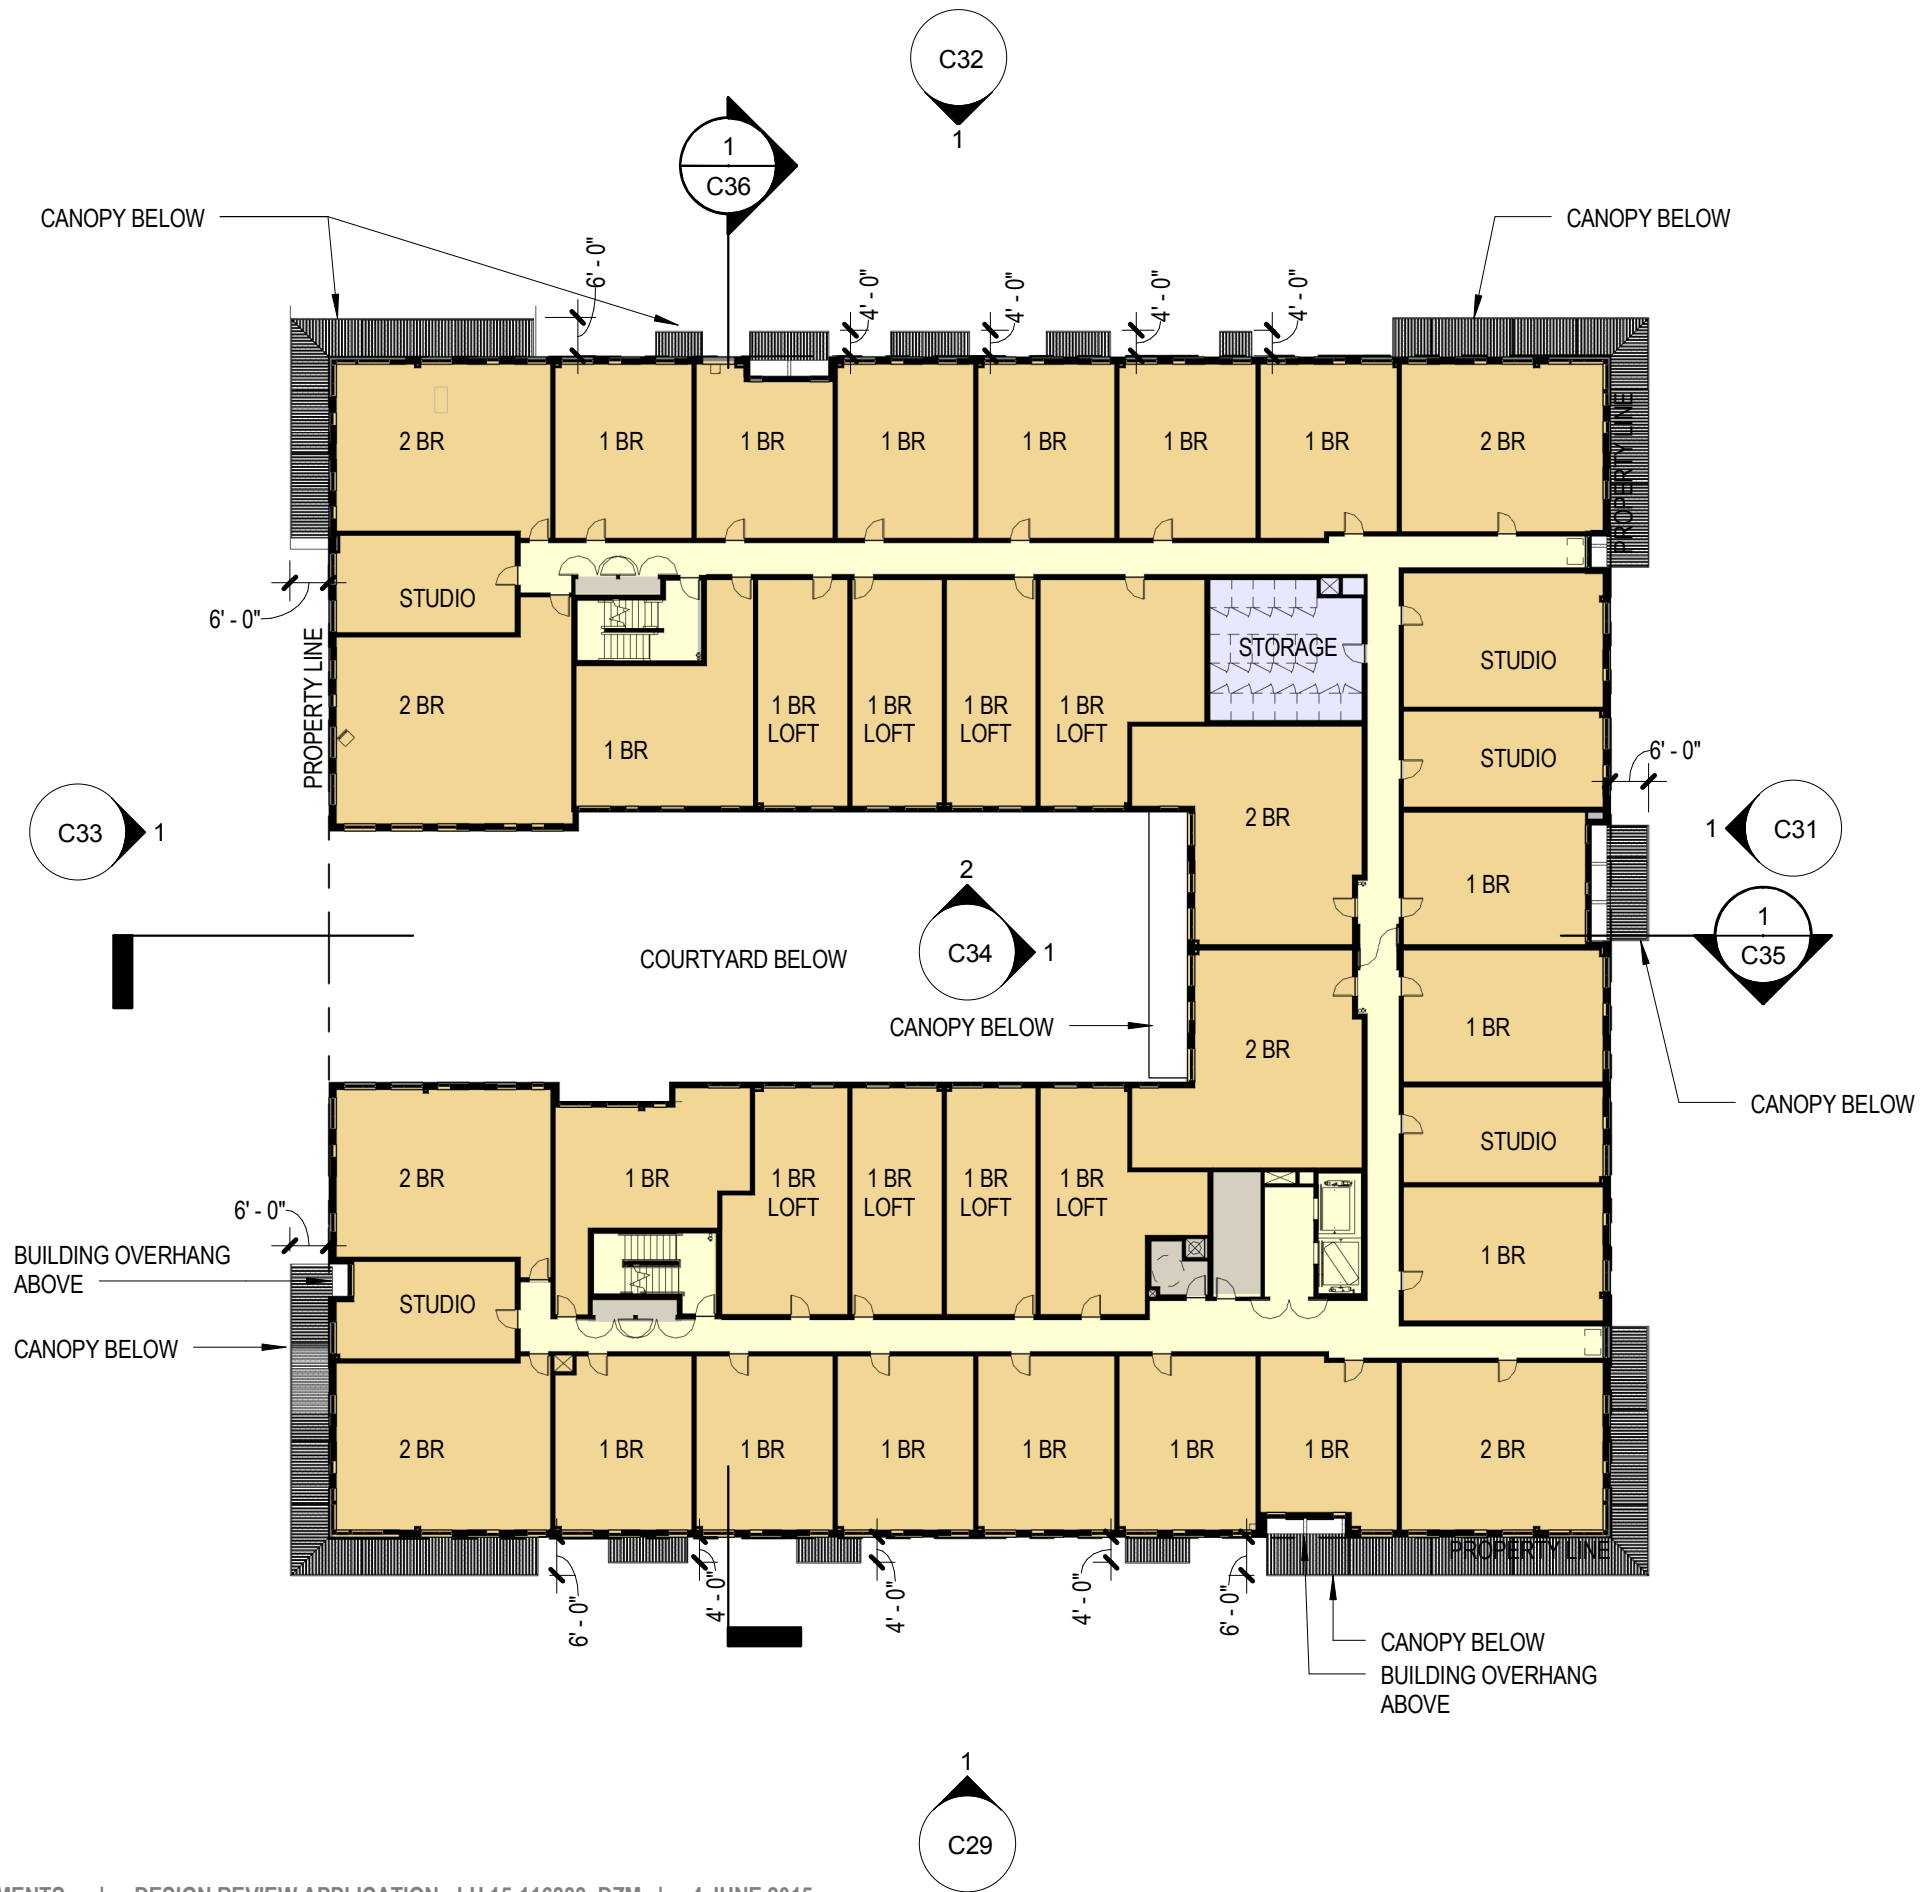 C32
1
1
C36
CANOPY BELOW
CANOPY BELOW
6' - 0"
4' - 0"
4' - 0"
4' - 0"
4' - 0"
2 BR
1 BR
1 BR
1 BR
1 BR
1 BR
1 BR
2 BR
PROPERTY LINE
STUDIO
6' - 0"
PROPERTY LINE
STORAGE
STUDIO
2 BR
1 BR
1 BR
LOFT
1 BR
LOFT
1 BR
LOFT
1 BR
LOFT
STUDIO
6' - 0"
2 BR
C33
1
1
C31
1 BR
2
C34
1
COURTYARD BELOW
1
C35
CANOPY BELOW
2 BR
1 BR
CANOPY BELOW
STUDIO
2 BR
1 BR
1 BR
LOFT
1 BR
LOFT
1 BR
LOFT
1 BR
LOFT
6' - 0"
BUILDING OVERHANG
ABOVE
1 BR
STUDIO
CANOPY BELOW
2 BR
1 BR
1 BR
1 BR
1 BR
1 BR
1 BR
2 BR
PROPERTY LINE
6' - 0"
4' - 0"
4' - 0"
4' - 0"
6' - 0"
CANOPY BELOW
BUILDING OVERHANG
ABOVE
1
C29
DESIGN REVIEW APPLICATION
4 JUNE 2015